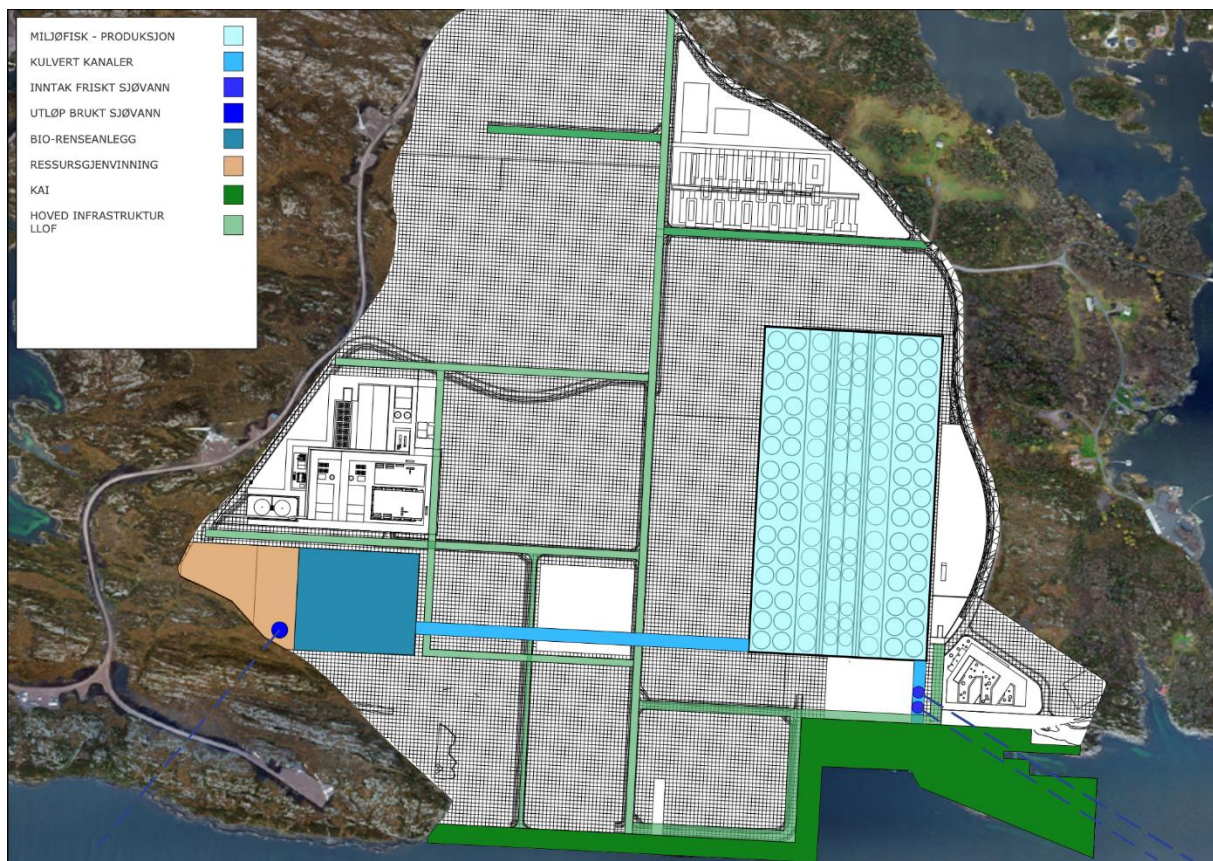 MILJØFISK - PRODUKSJON
KULVERT KANALER
INNTAK FRISKT SJØVANN
UTLØP BRUKT SJØVANN
BIO-RENSEANLEGG
RESSURSGJENVINNING
KAI
HOVED INFRASTRUKTUR
LLOF